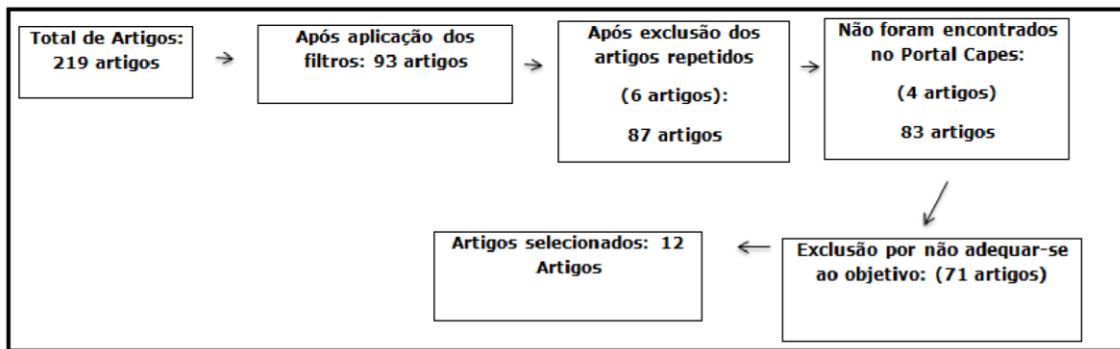 Total de Artigos:
219 artigos
Após aplicação dos
filtros: 93 artigos
Após exclusão dos
artigos repetidos
(6 artigos):
87 artigos
Não foram encontrados
no Portal Capes:
(4 artigos)
83 artigos
Exclusão por não adequar-se
ao objetivo: (71 artigos)
Artigos selecionados: 12
Artigos